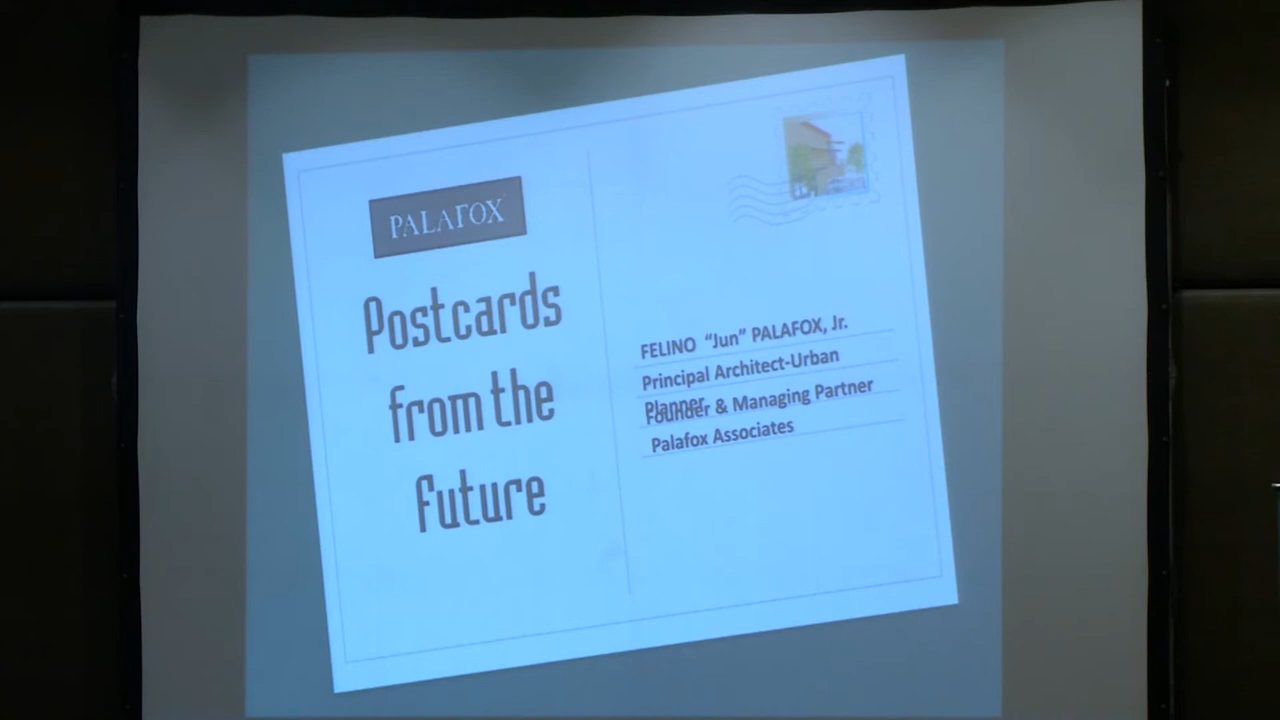 PALAFOX
Postcards
from the
Future
FELINO “Jun” PALAFOX, Jr.
Principal Architect-Urban
Planner
Founder & Managing Partner
Palafox Associates